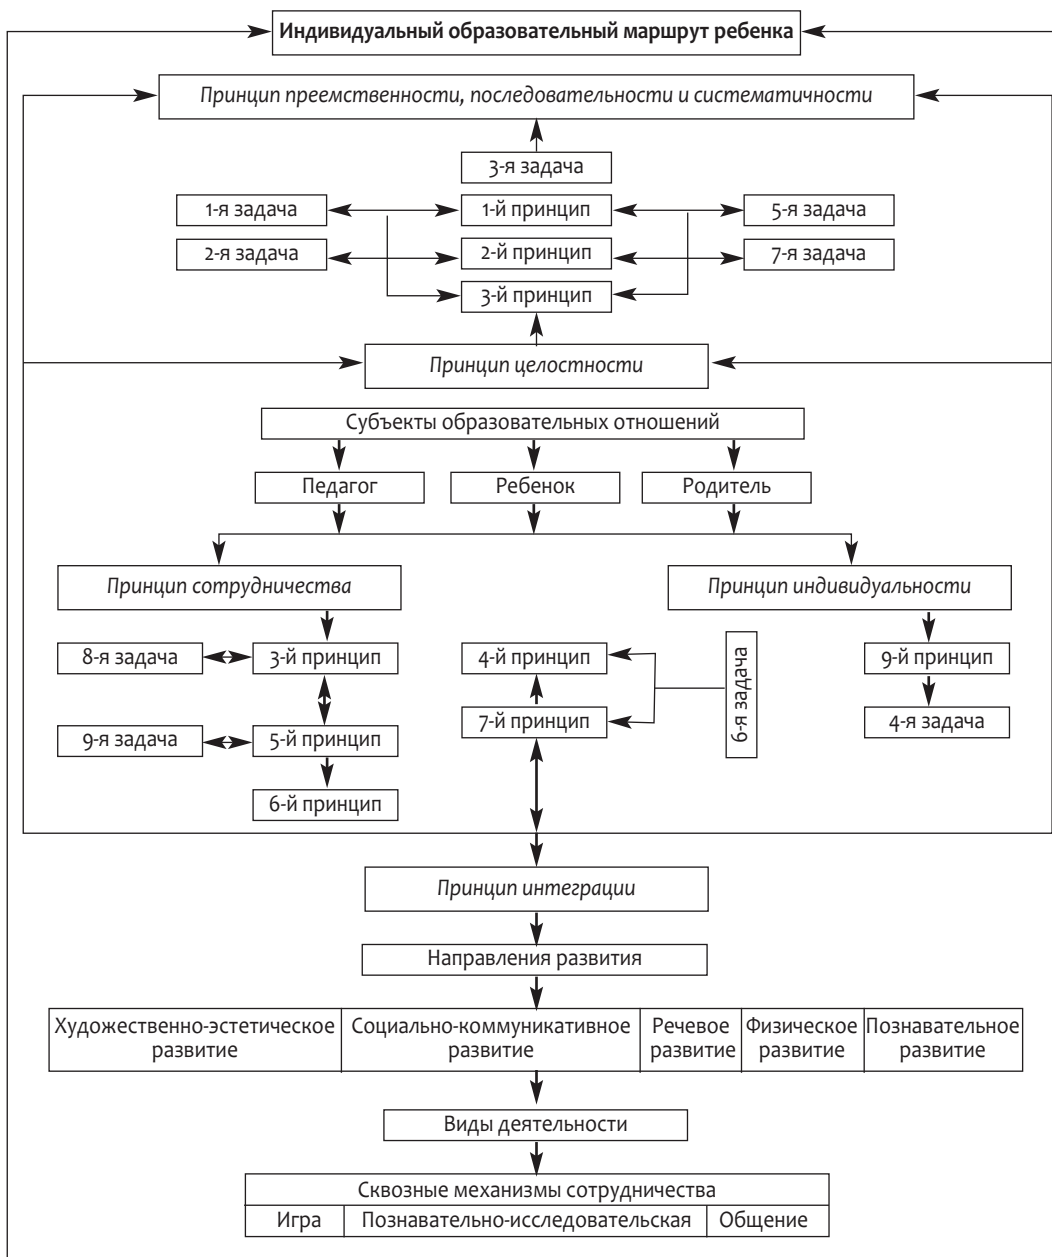 Индивидуальный образовательный маршрут ребенка
Принцип преемственности, последовательности и систематичности
3-я задача
1-я задача
1-й принцип
5-я задача
2-я задача
2-й принцип
7-я задача
3-й принцип
Принцип целостности
Субъекты образовательных отношений
Педагог
Ребенок
Родитель
Принцип сотрудничества
Принцип индивидуальности
8-я задача
3-й принцип
4-й принцип
6-я задача
9-й принцип
9-я задача
5-й принцип
7-й принцип
4-я задача
6-й принцип
Принцип интеграции
Направления развития
Художественно-эстетическое
развитие
Социально-коммуникативное
развитие
Речевое
развитие
Физическое
развитие
Познавательное
развитие
Виды деятельности
Сквозные механизмы сотрудничества
Игра
Познавательно-исследовательская
Общение